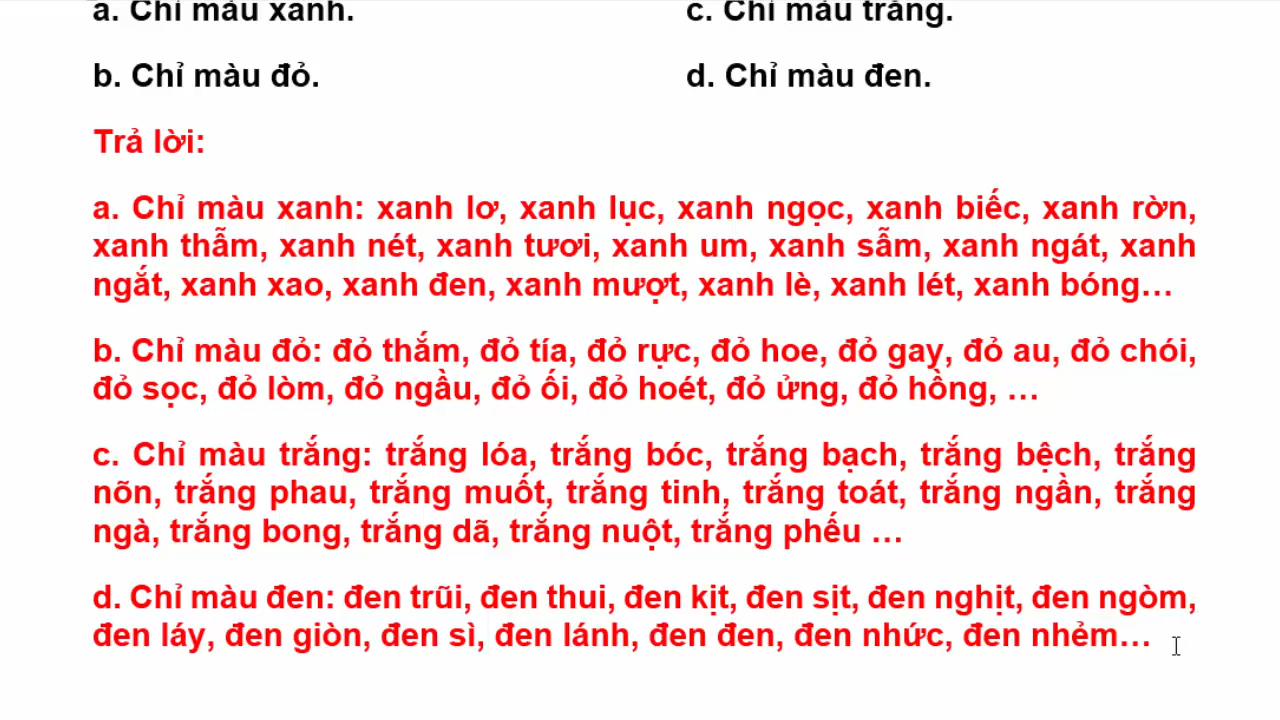 a. Chỉ màu xanh.
c. Chỉ màu trắng.
b. Chỉ màu đỏ.
d. Chỉ màu đen.
Trả lời:
a. Chỉ màu xanh: xanh lơ, xanh lục, xanh ngọc, xanh biếc, xanh rờn,
xanh thẫm, xanh nét, xanh tươi, xanh um, xanh sẫm, xanh ngát, xanh
ngắt, xanh xao, xanh đen, xanh mượt, xanh lè, xanh lét, xanh bóng…
b. Chỉ màu đỏ: đỏ thắm, đỏ tía, đỏ rực, đỏ hoe, đỏ gay, đỏ au, đỏ chói,
đỏ sọc, đỏ lòm, đỏ ngầu, đỏ ối, đỏ hoét, đỏ ửng, đỏ hồng, …
c. Chỉ màu trắng: trắng lóa, trắng bóc, trắng bạch, trắng bệch, trắng
nõn, trắng phau, trắng muốt, trắng tinh, trắng toát, trắng ngần, trắng
ngà, trắng bong, trắng dã, trắng nuột, trắng phếu …
d. Chỉ màu đen: đen trũi, đen thui, đen kịt, đen sịt, đen nghịt, đen ngòm,
đen láy, đen giòn, đen sì, đen lánh, đen đen, đen nhức, đen nhẻm…